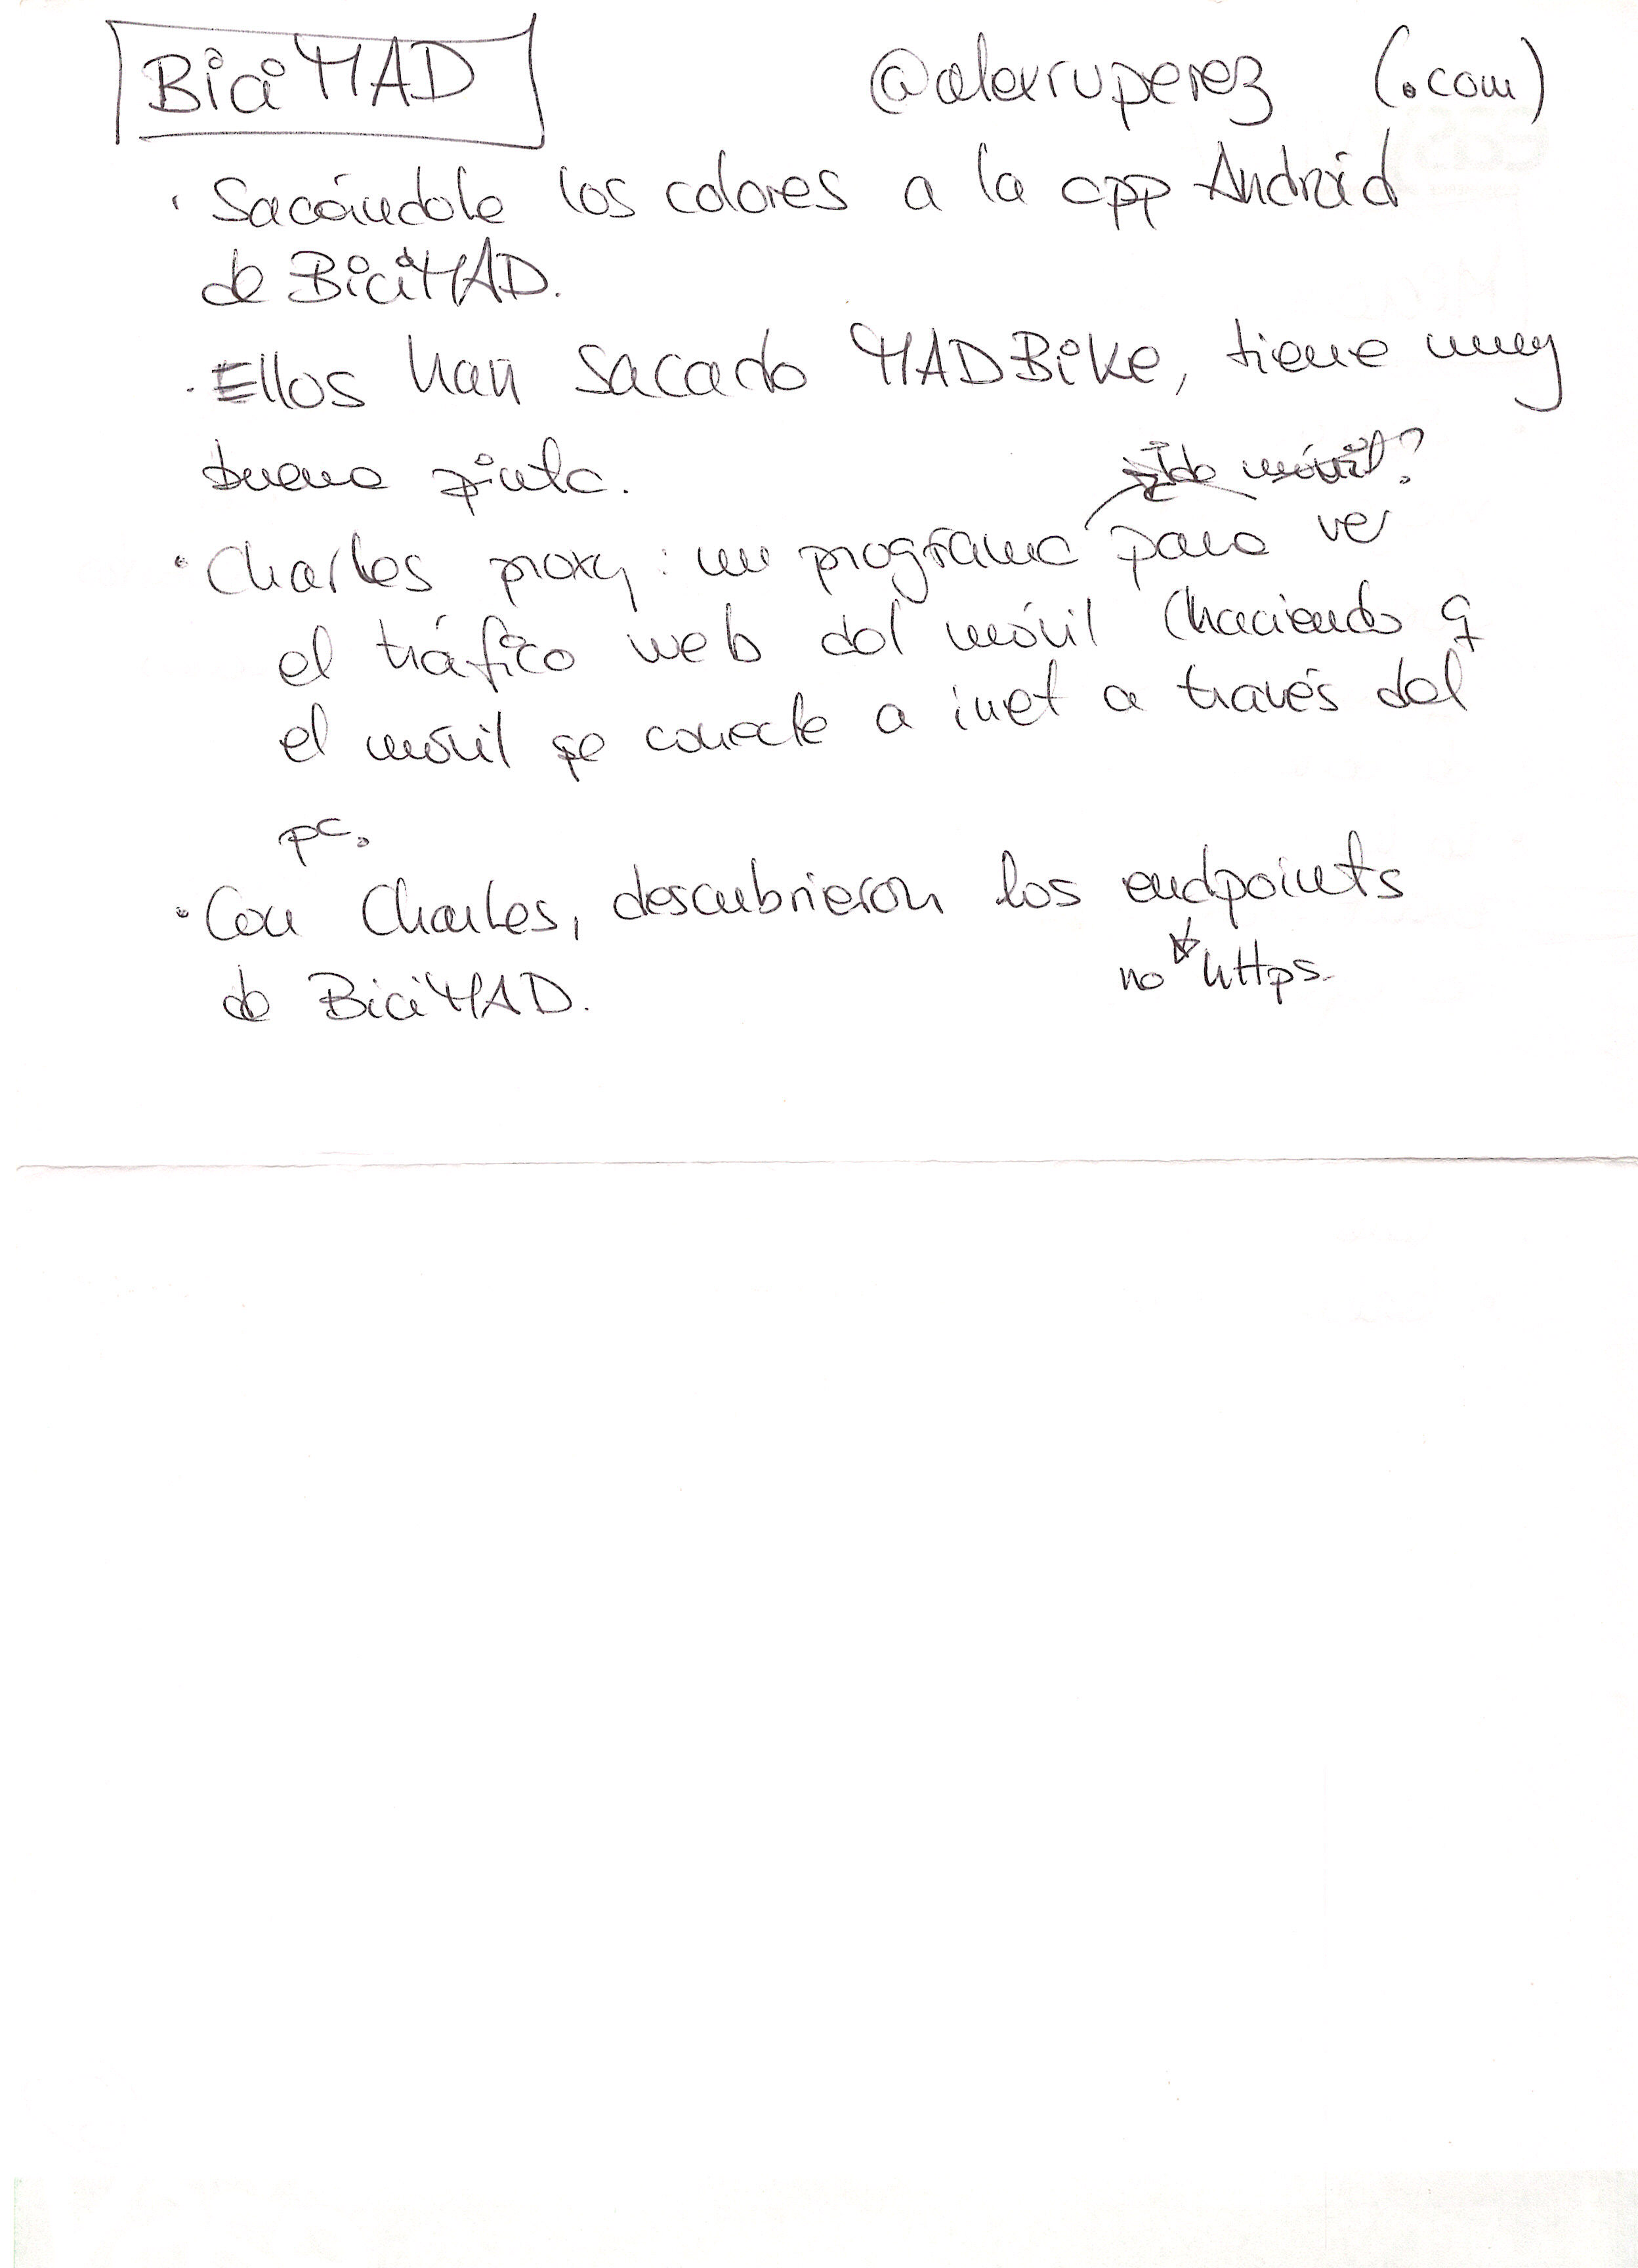 BiciMAD @alexruperez (.com)
· Sacándole los colores a la app Android
de BiciMAD.
· Ellos han sacado MADBike, tiene muy
buena pinta.
¿de móvil?
· Charles proxy: un programa para ver
el tráfico web del móvil (haciendo q
el móvil se conecte a inet a través del
pc.
· Con Charles, descubrieron los endpoints
no https.
de BiciMAD.